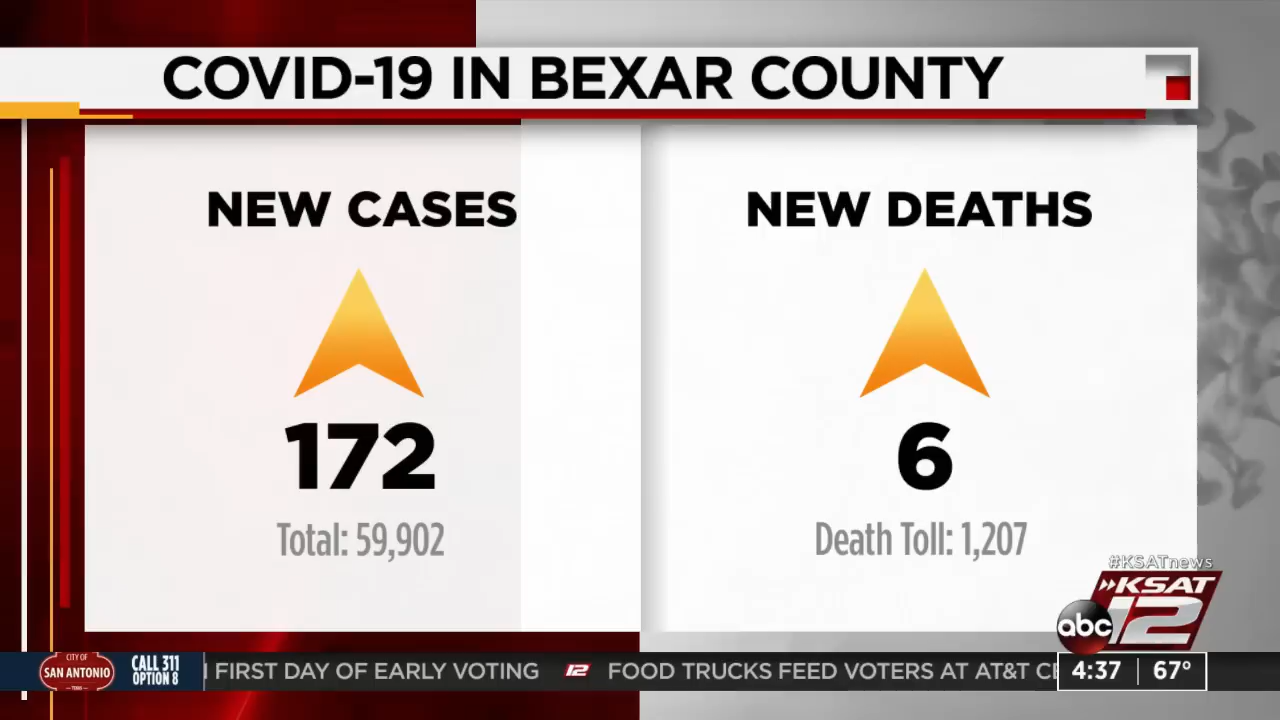 COVID-19 IN BEXAR COUNTY
NEW CASES
172
Total: 59,902
NEW DEATHS
6
Death Toll: 1,207
#KSATnews
KSAT
abc 12
CITY OF
SAN ANTONIO
TEXAS
CALL 311
OPTION 8
FIRST DAY OF EARLY VOTING 12 FOOD TRUCKS FEED VOTERS AT AT&T
4:37 67°